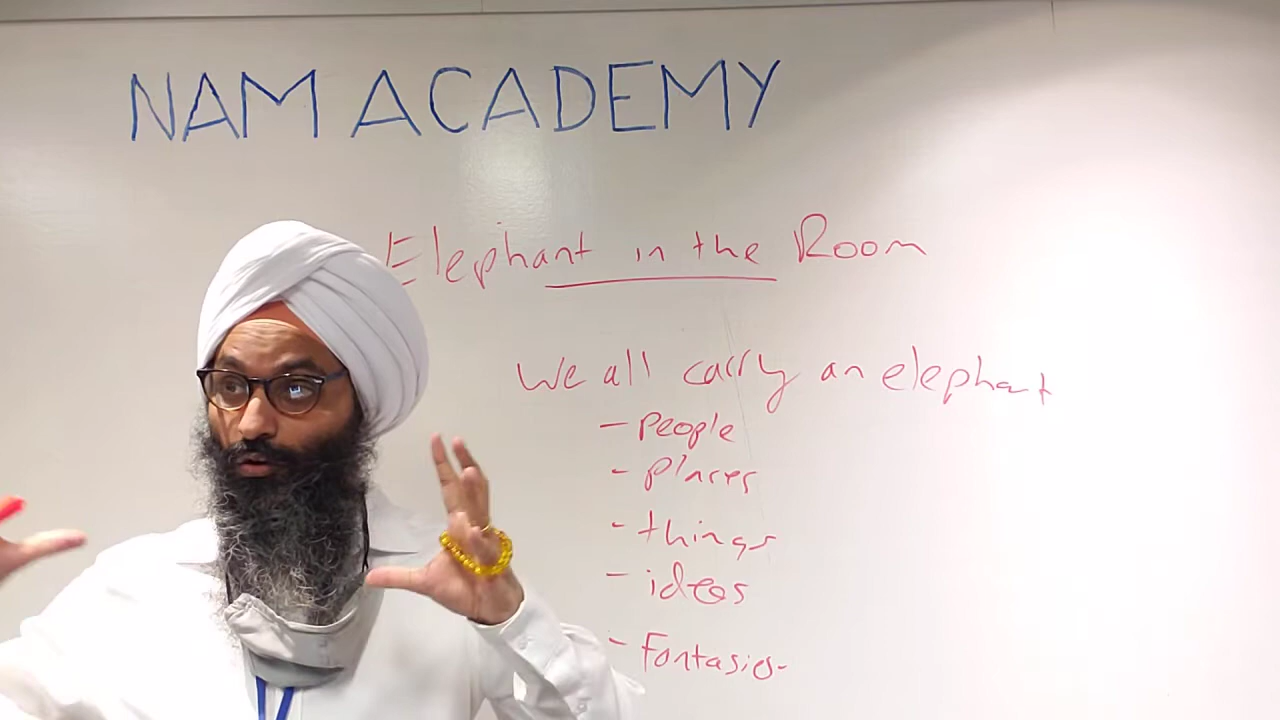 NAM ACADEMY
Elephant in the Room
We all carry an elephant
- People
- places
- things
- ideas
- Fantasies